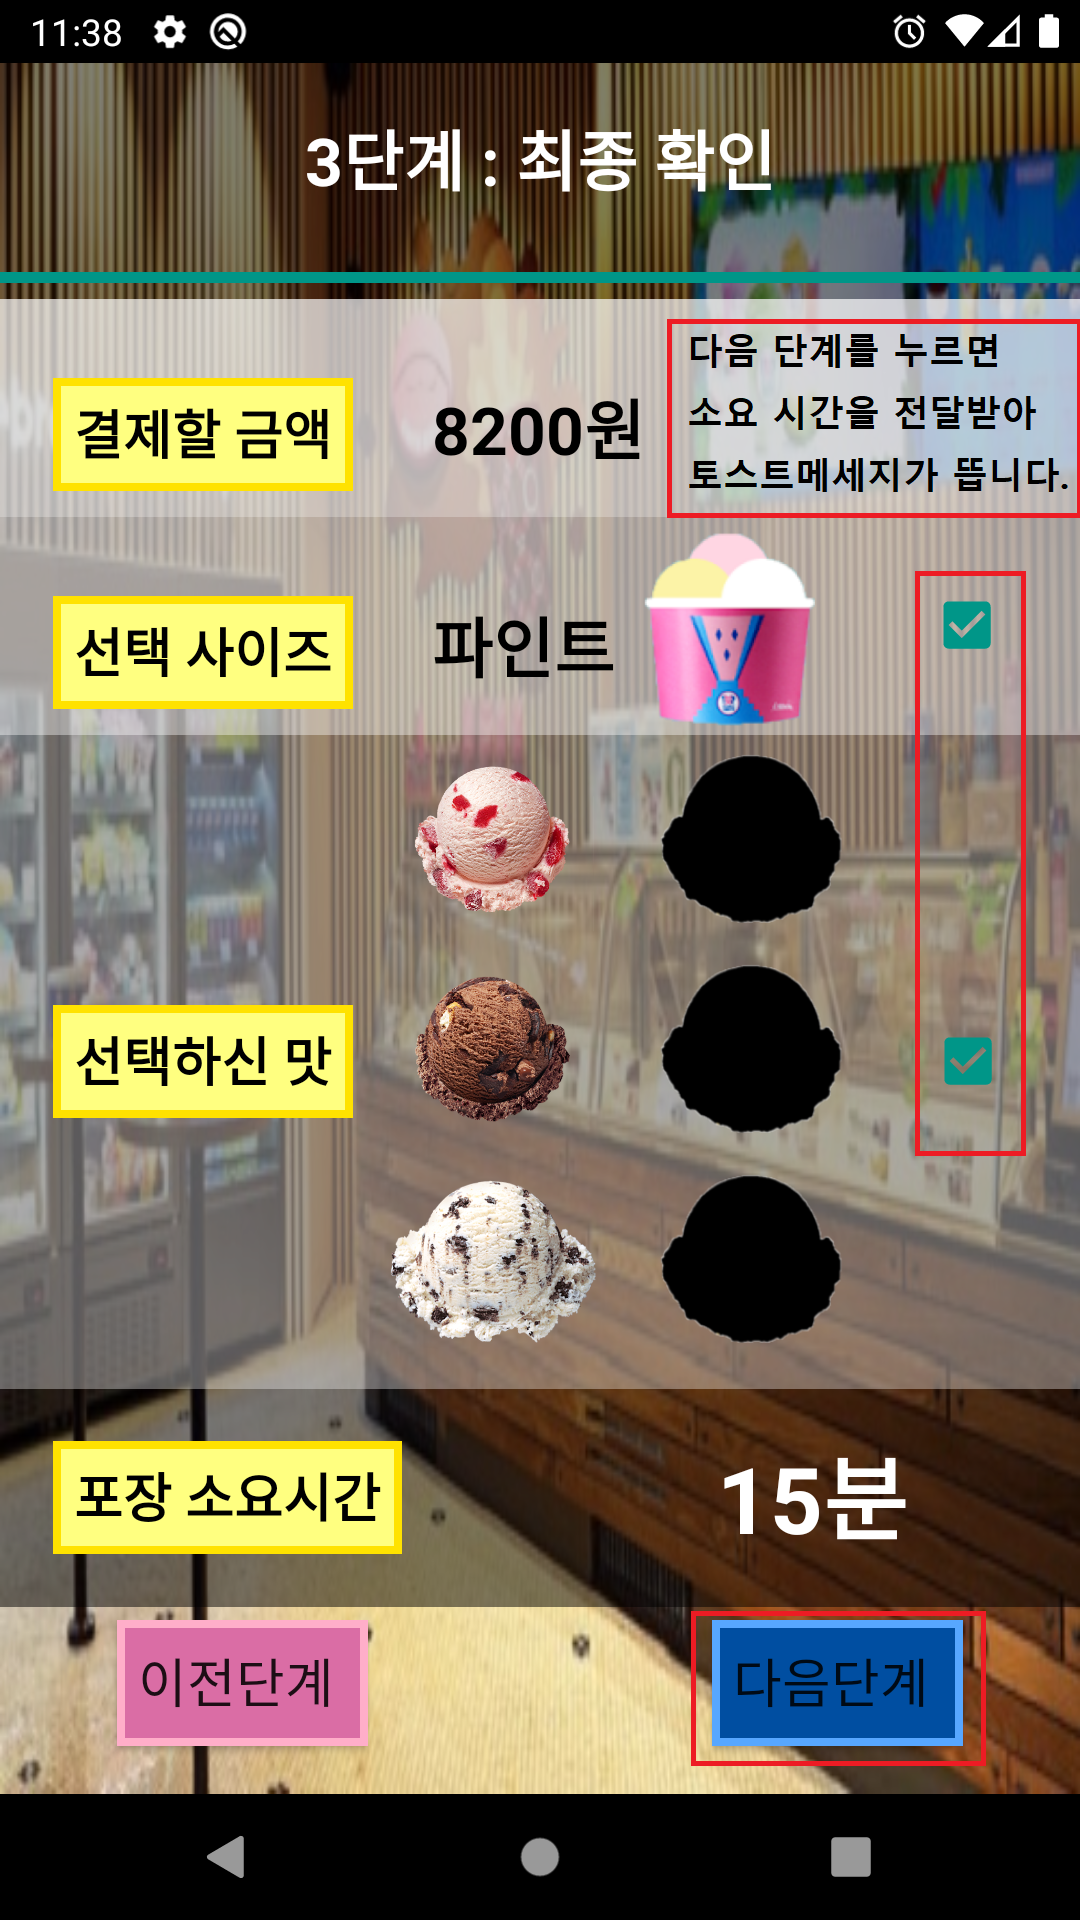 11:38
3단계 : 최종 확인
다음 단계를 누르면
소요 시간을 전달받아
토스트메세지가 뜹니다.
결제할 금액
8200원
선택 사이즈
파인트
선택하신 맛
포장 소요시간
15분
이전단계
다음단계